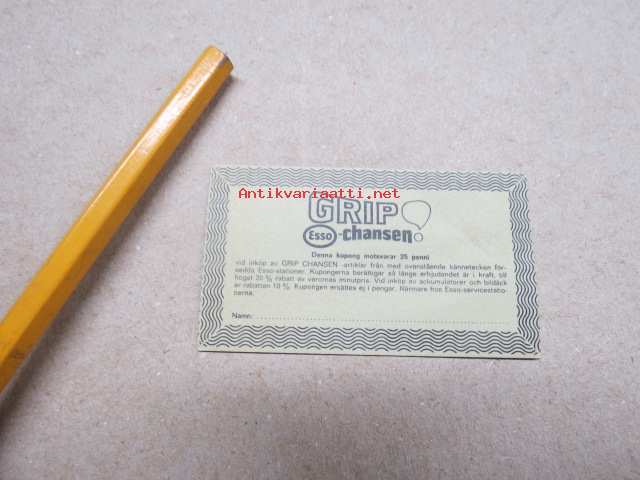 Antikvariaatti.net
GRIP
Esso -chansen!
Denna kupong motsvarar 35 penni
vid inköp av GRIP CHANSEN -artiklar från med ovanstående kännetecken för-
sedda Esso-stationer. Kupongerna berättigar så länge erbjudandet är i kraft, till
högst 20 % rabatt av varornas minutpris. Vid inköp av ackumulatorer och bildäck
är rabatten 10 %. Kupongen ersättes ej i pengar. Närmare hos Esso-servicestatio-
nerna.
Namn: